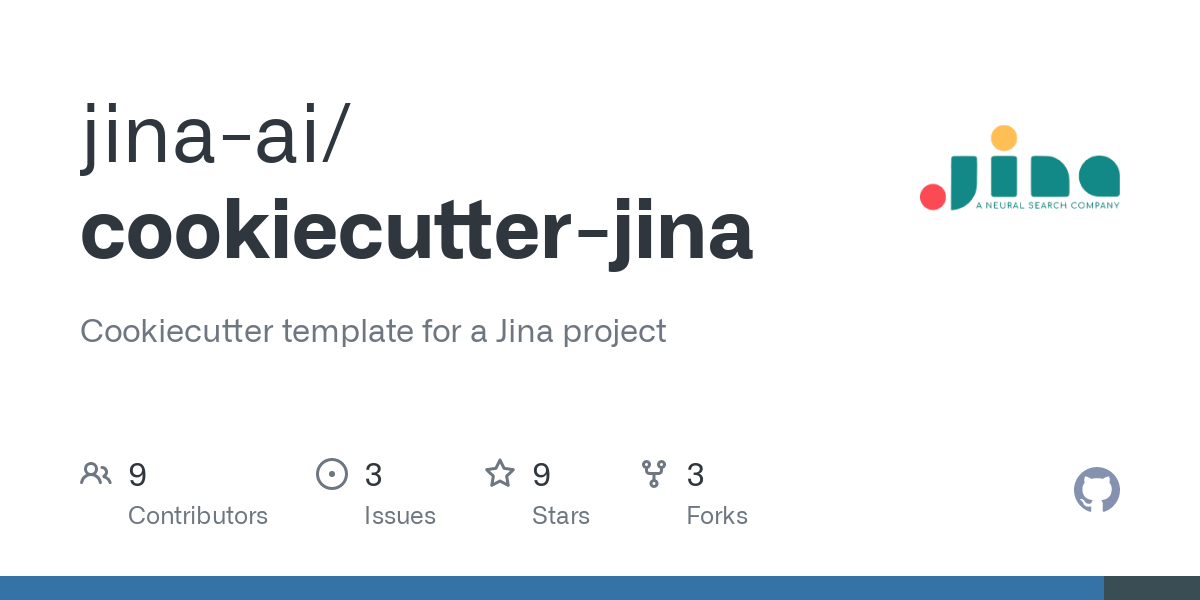 jina-ai/
cookiecutter-jina
jina
A NEURAL SEARCH COMPANY
Cookiecutter template for a Jina project
9
Contributors
3
Issues
9
Stars
3
Forks